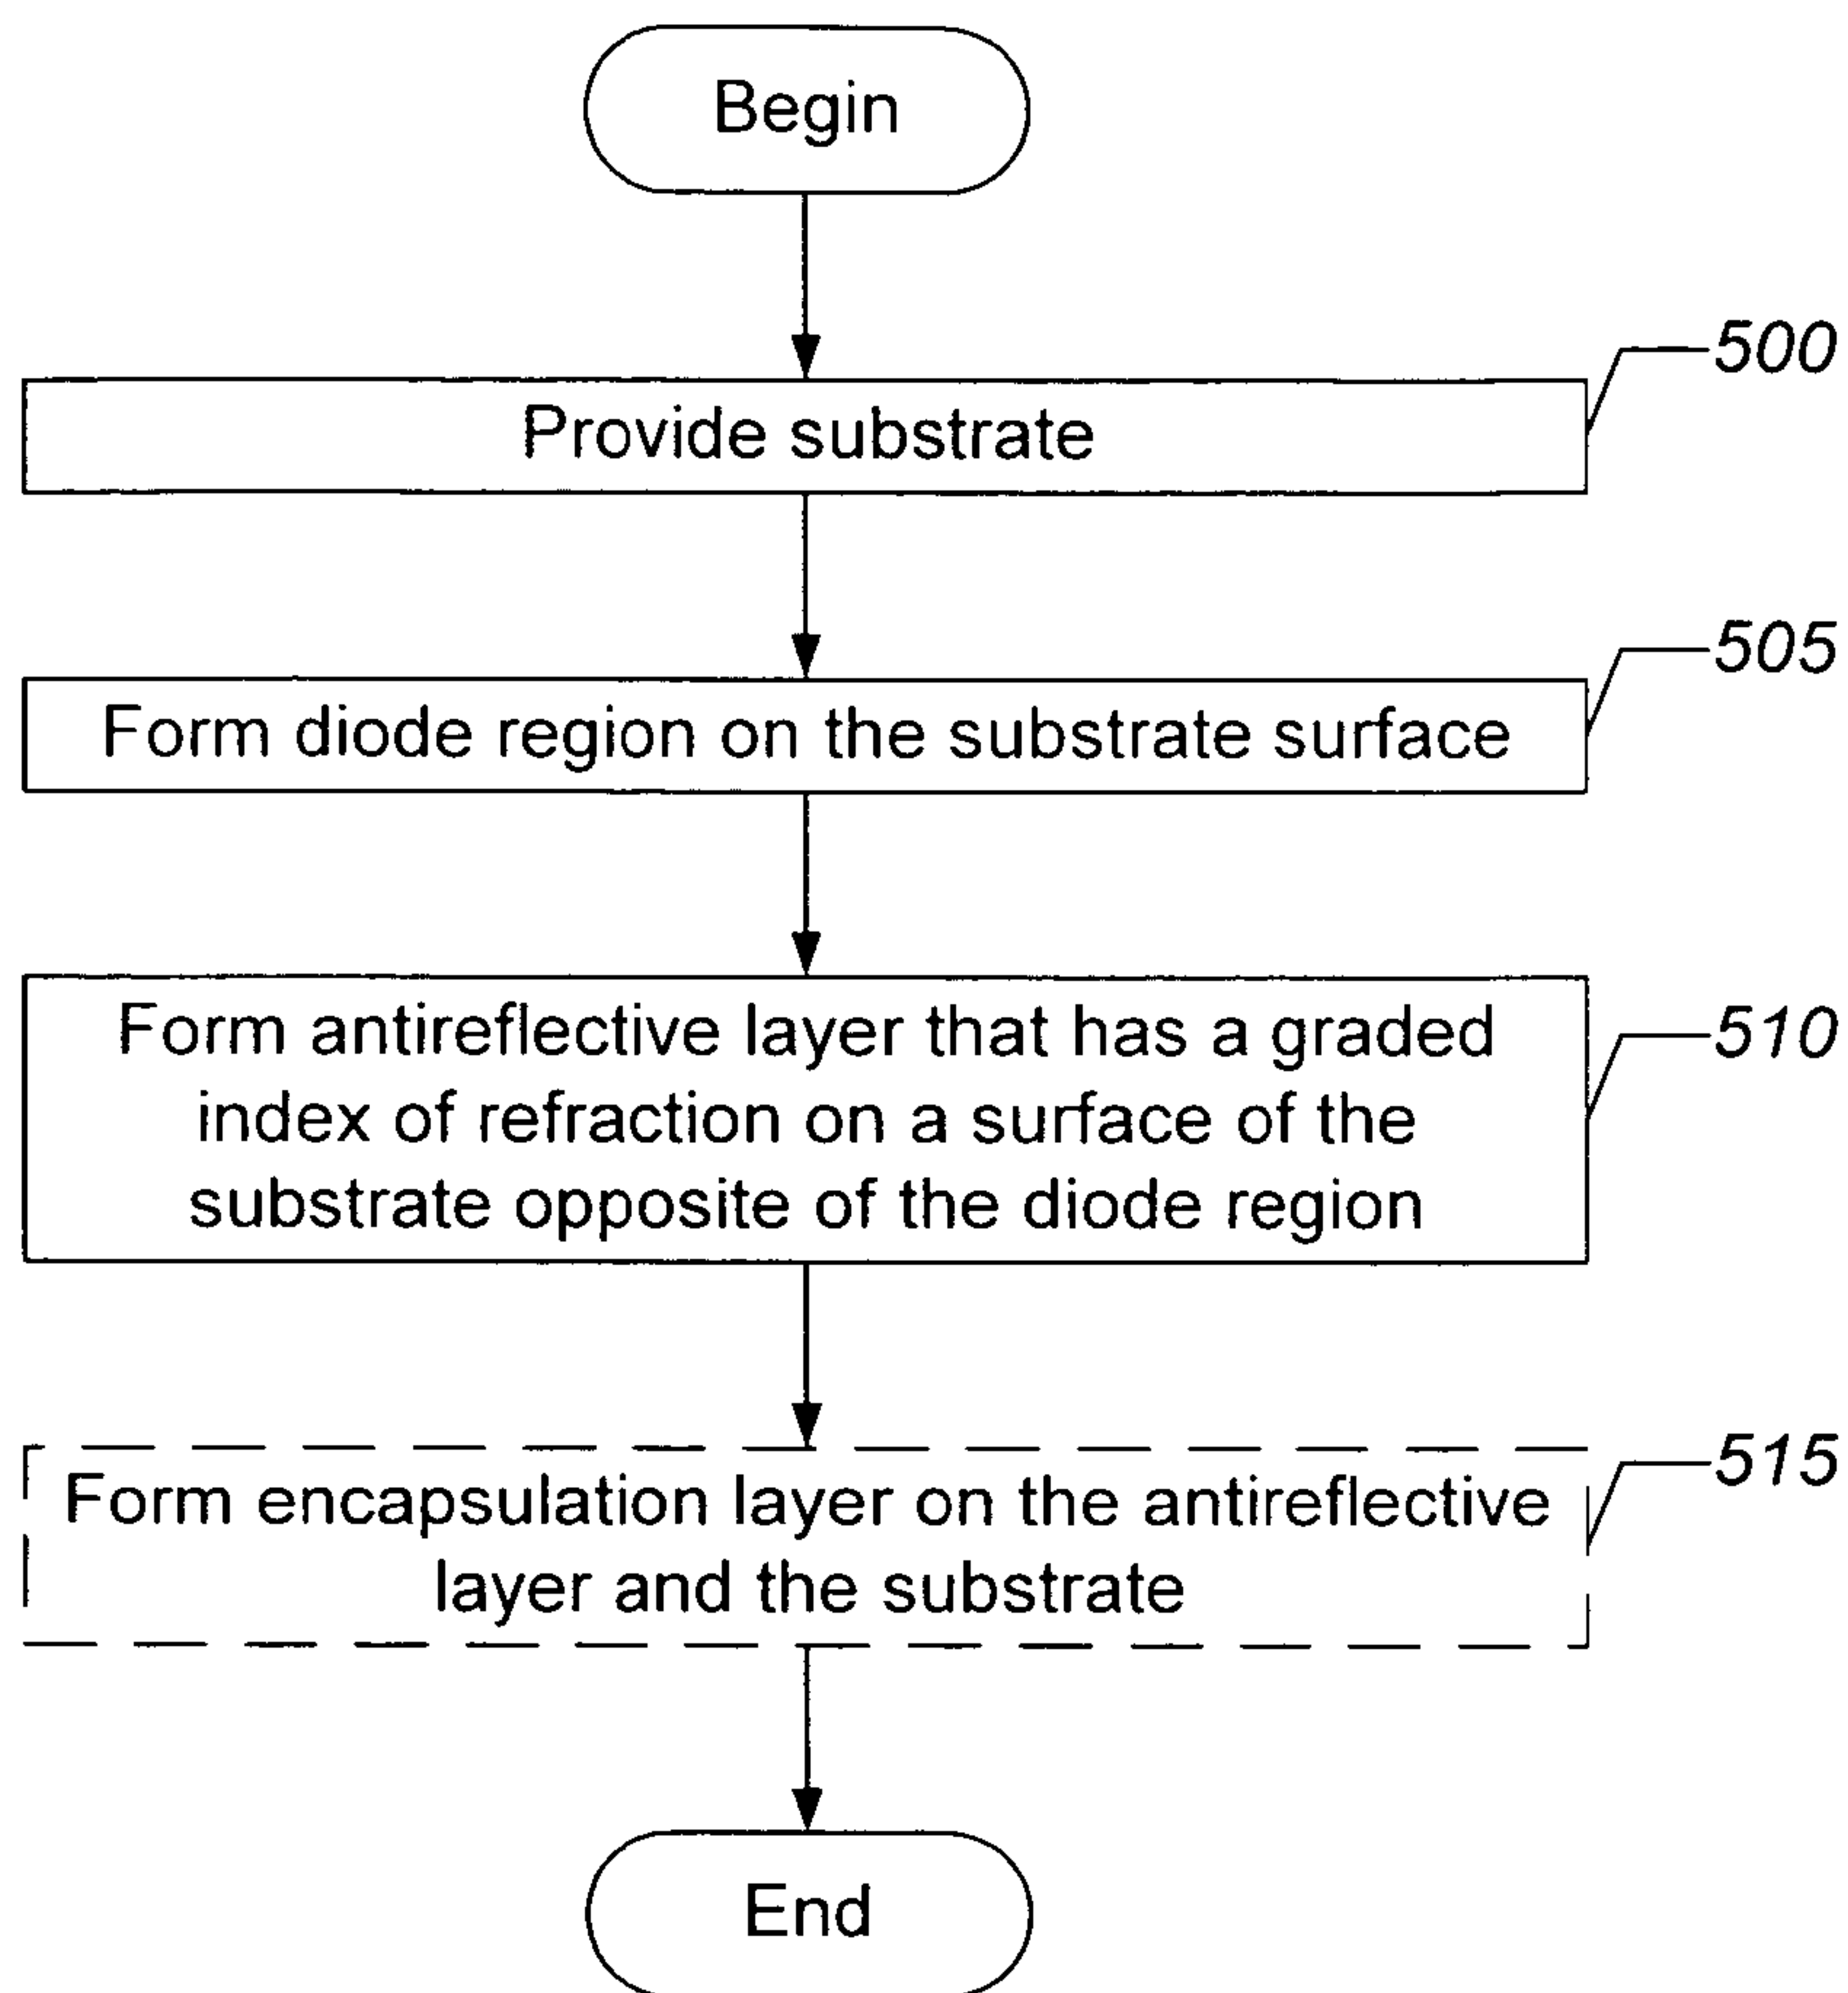 Begin
500
Provide substrate
505
Form diode region on the substrate surface
510
Form antireflective layer that has a graded
index of refraction on a surface of the
substrate opposite of the diode region
515
Form encapsulation layer on the antireflective
layer and the substrate
End